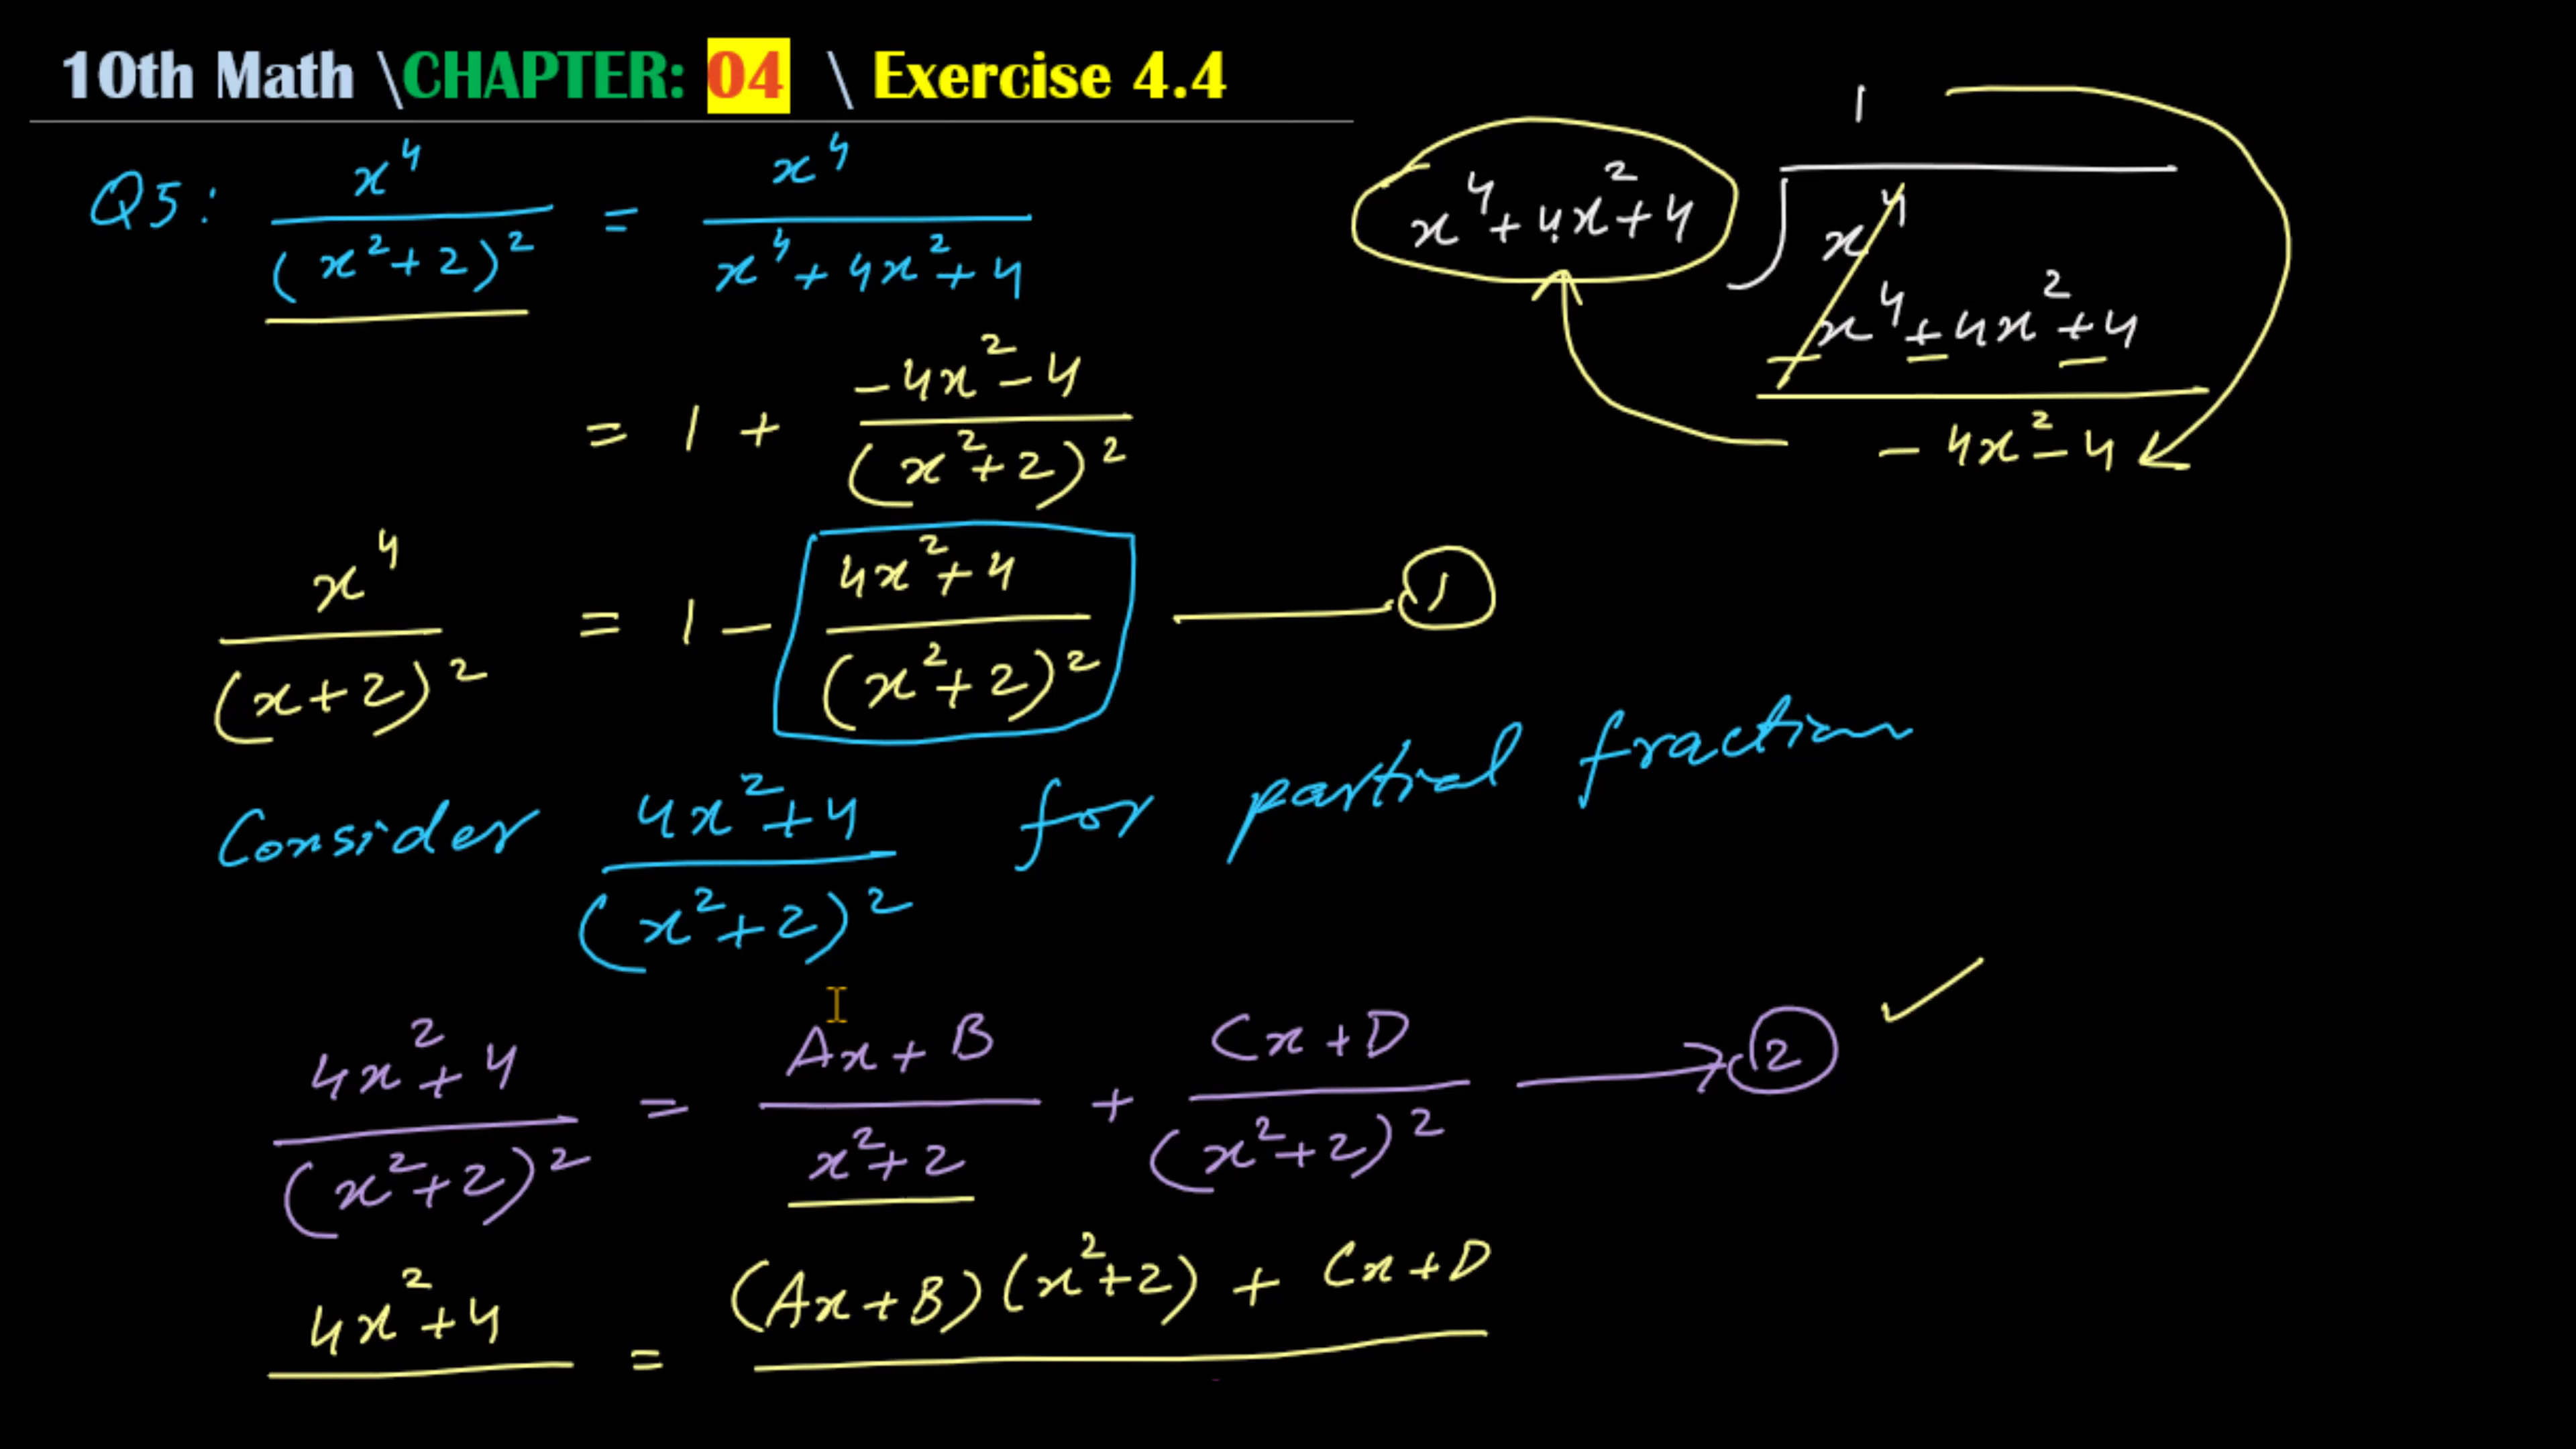 10th Math \CHAPTER: 04 \ Exercise 4.4
Q5: x⁴/(x²+2)² = x⁴/(x⁴+4x²+4)
1
x⁴+4x²+4 ) x⁴
x⁴+4x²+4
-4x²-4
= 1 + (-4x²-4)/(x²+2)²
x⁴/(x+2)² = 1 - (4x²+4)/(x²+2)² — 1
Consider (4x²+4)/(x²+2)² for partial fraction
(4x²+4)/(x²+2)² = (Ax+B)/(x²+2) + (Cx+D)/(x²+2)² → 2 ✓
4x²+4 = (Ax+B)(x²+2) + Cx+D